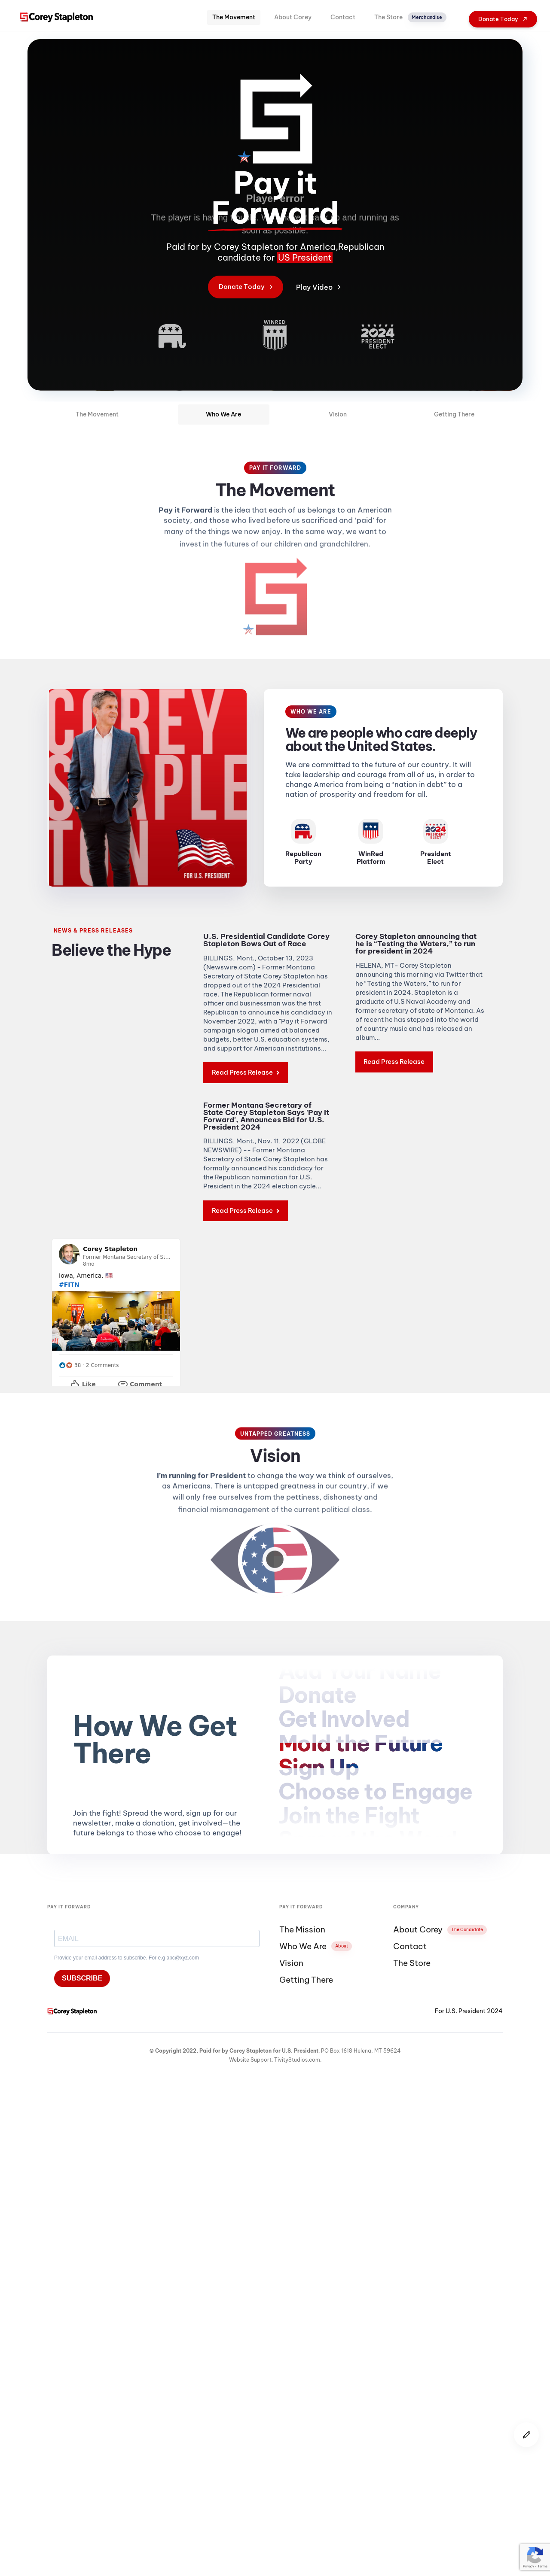 Corey Stapleton
The Movement
About Corey
Contact
The Store
Merchandise
Donate Today
Player error
The player is having
soon as possible.
Pay it
Forward
Paid for by Corey Stapleton for America,Republican
candidate for US President
Donate Today
Play Video
WINRED
2024
PRESIDENT
ELECT
The Movement
Who We Are
Vision
Getting There
PAY IT FORWARD
The Movement
Pay it Forward is the idea that each of us belongs to an American
society, and those who lived before us sacrificed and 'paid' for
many of the things we now enjoy. In the same way, we want to
invest in the futures of our children and grandchildren.
COREY
STAPLE
TON
FOR U.S. PRESIDENT
WHO WE ARE
We are people who care deeply
about the United States.
We are committed to the future of our country. It will
take leadership and courage from all of us, in order to
change America from being a "nation in debt" to a
nation of prosperity and freedom for all.
2024
PRESIDENT
ELECT
Republican
Party
WinRed
Platform
President
Elect
NEWS & PRESS RELEASES
Believe the Hype
U.S. Presidential Candidate Corey
Stapleton Bows Out of Race
BILLINGS, Mont., October 13, 2023
(Newswire.com) - Former Montana
Secretary of State Corey Stapleton has
dropped out of the 2024 Presidential
race. The Republican former naval
officer and businessman was the first
Republican to announce his candidacy in
November 2022, with a "Pay it Forward"
campaign slogan aimed at balanced
budgets, better U.S. education systems,
and support for American institutions...
Read Press Release
Corey Stapleton announcing that
he is "Testing the Waters," to run
for president in 2024
HELENA, MT– Corey Stapleton
announcing this morning via Twitter that
he "Testing the Waters," to run for
president in 2024. Stapleton is a
graduate of U.S Naval Academy and
former secretary of state of Montana. As
of recent he has stepped into the world
of country music and has released an
album...
Read Press Release
Former Montana Secretary of
State Corey Stapleton Says 'Pay It
Forward', Announces Bid for U.S.
President 2024
BILLINGS, Mont., Nov. 11, 2022 (GLOBE
NEWSWIRE) -- Former Montana
Secretary of State Corey Stapleton has
formally announced his candidacy for
the Republican nomination for U.S.
President in the 2024 election cycle...
Read Press Release
Corey Stapleton
Former Montana Secretary of St...
8mo
Iowa, America. 🇺🇸
#FITN
38 · 2 Comments
Like
Comment
UNTAPPED GREATNESS
Vision
I'm running for President to change the way we think of ourselves,
as Americans. There is untapped greatness in our country, if we
will only free ourselves from the pettiness, dishonesty and
financial mismanagement of the current political class.
How We Get
There
Join the fight! Spread the word, sign up for our
newsletter, make a donation, get involved—the
future belongs to those who choose to engage!
Add Your Name
Donate
Get Involved
Mold the Future
Sign Up
Choose to Engage
Join the Fight
PAY IT FORWARD
EMAIL
Provide your email address to subscribe. For e.g abc@xyz.com
SUBSCRIBE
PAY IT FORWARD
The Mission
Who We Are
About
Vision
Getting There
COMPANY
About Corey
The Candidate
Contact
The Store
Corey Stapleton
For U.S. President 2024
© Copyright 2022, Paid for by Corey Stapleton for U.S. President. PO Box 1618 Helena, MT 59624
Website Support: TivityStudios.com.
Privacy - Terms